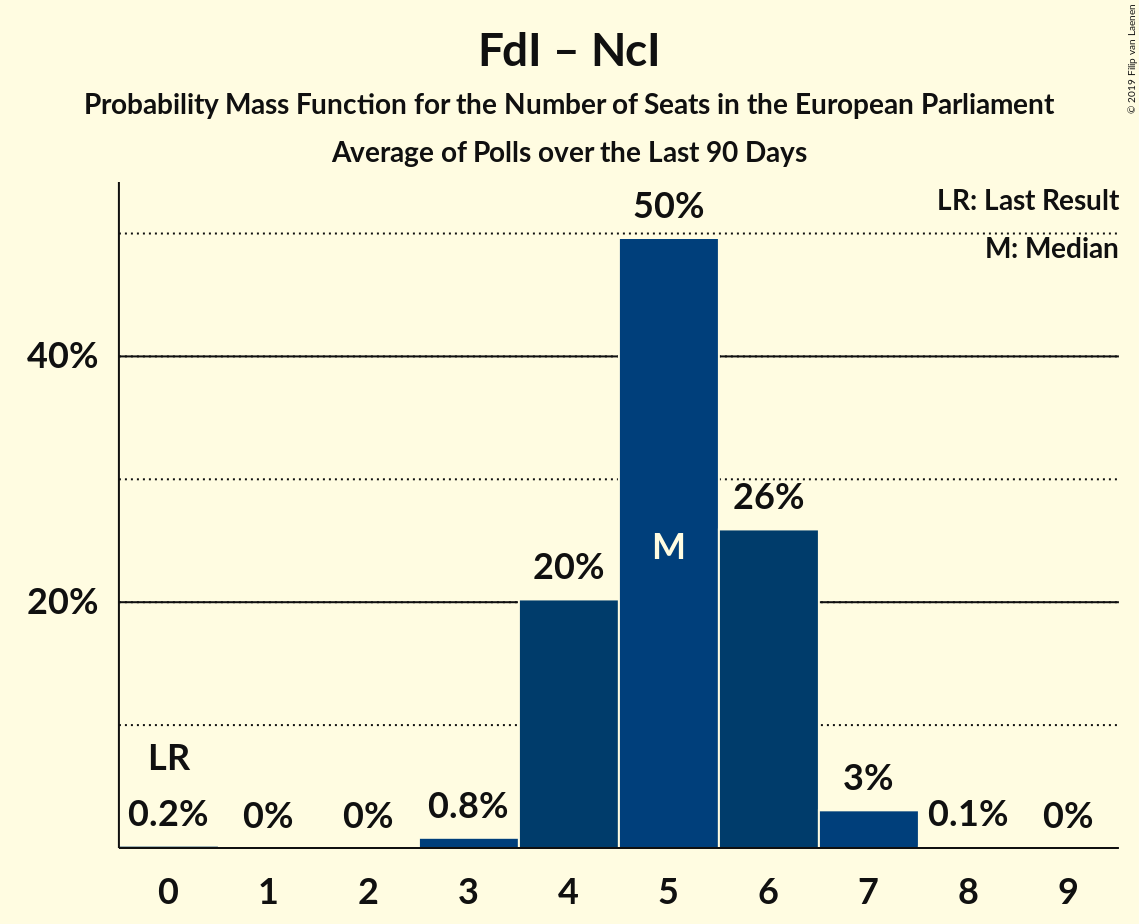 FdI – NcI
Probability Mass Function for the Number of Seats in the European Parliament
Average of Polls over the Last 90 Days
© 2019 Filip van Laenen
LR: Last Result
M: Median
50%
40%
26%
M
20%
20%
LR
3%
0.2%
0%
0%
0.8%
0.1%
0%
0 1 2 3 4 5 6 7 8 9